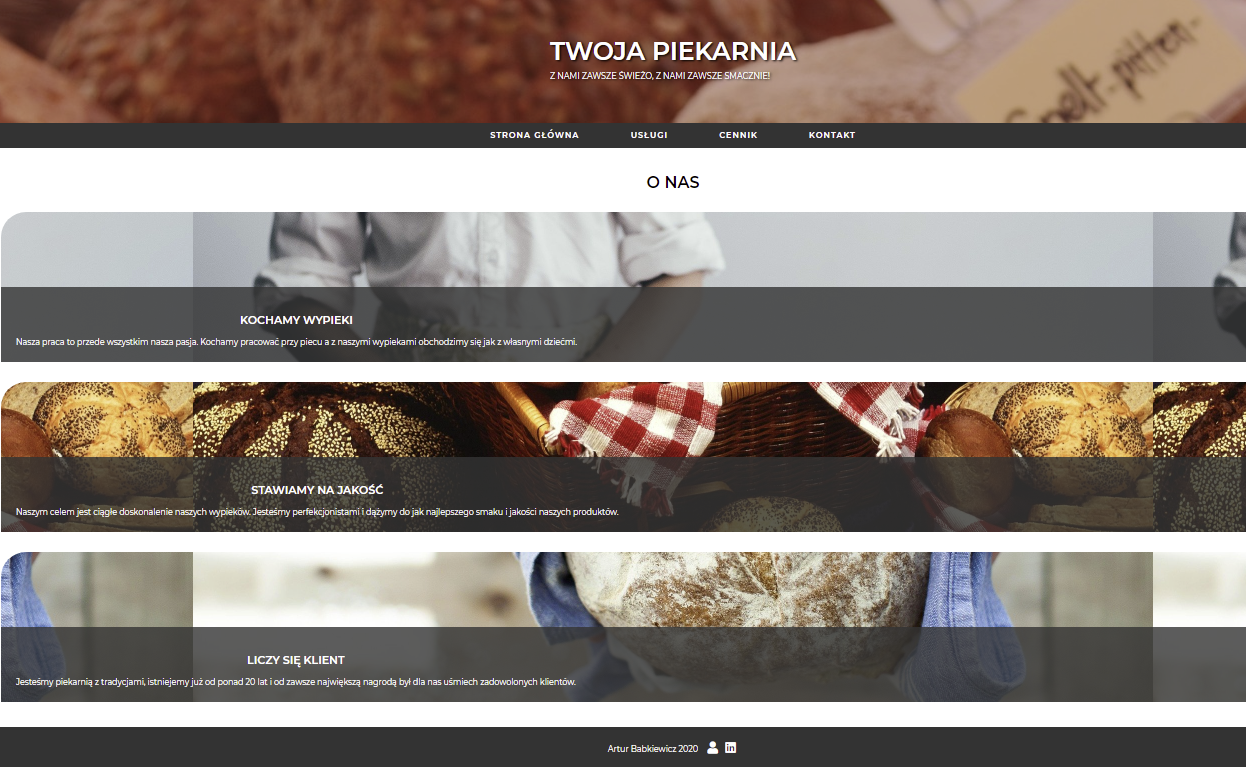 Spelt-pitten-
TWOJA PIEKARNIA
Z NAMI ZAWSZE ŚWIEŻO, Z NAMI ZAWSZE SMACZNIE!
STRONA GŁÓWNA USŁUGI CENNIK KONTAKT
O NAS
KOCHAMY WYPIEKI
Nasza praca to przede wszystkim nasza pasja. Kochamy pracować przy piecu a z naszymi wypiekami obchodzimy się jak z własnymi dziećmi.
STAWIAMY NA JAKOŚĆ
Naszym celem jest ciągłe doskonalenie naszych wypieków. Jesteśmy perfekcjonistami i dążymy do jak najlepszego smaku i jakości naszych produktów.
LICZY SIĘ KLIENT
Jesteśmy piekarnią z tradycjami, istniejemy już od ponad 20 lat i od zawsze największą nagrodą był dla nas uśmiech zadowolonych klientów.
Artur Babkiewicz 2020
in